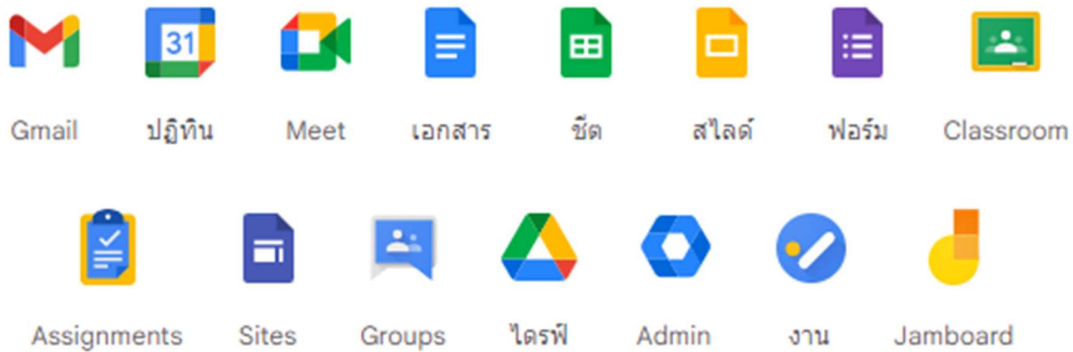 31
Gmail ปฏิทิน Meet เอกสาร ชีต สไลด์ ฟอร์ม Classroom
Assignments Sites Groups ไดรฟ์ Admin งาน Jamboard